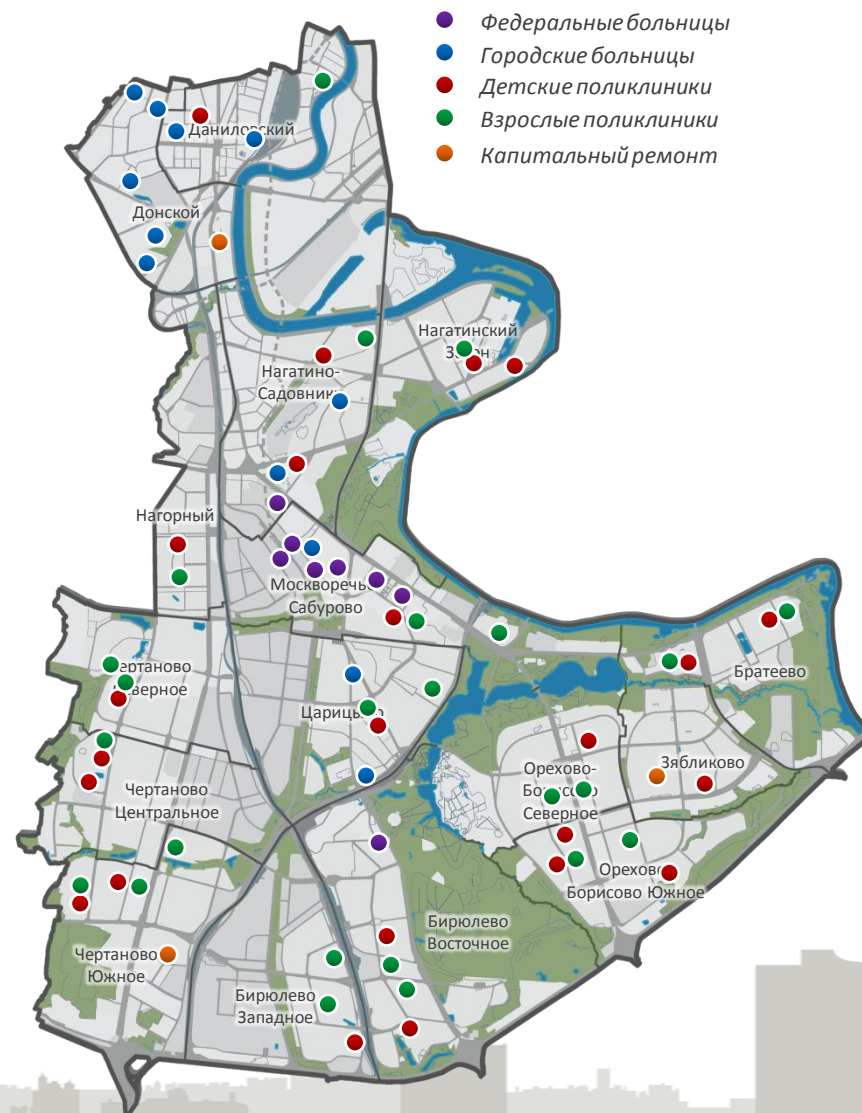 Федеральные больницы
Городские больницы
Детские поликлиники
Взрослые поликлиники
Капитальный ремонт
Даниловский
Донской
Нагатинский
Затон
Нагатино-
Садовники
Нагорный
Москворечье-
Сабурово
Чертаново
Северное
Царицыно
Братеево
Орехово-
Борисово
Северное
Зябликово
Чертаново
Центральное
Орехово-
Борисово Южное
Бирюлево
Восточное
Чертаново
Южное
Бирюлево
Западное